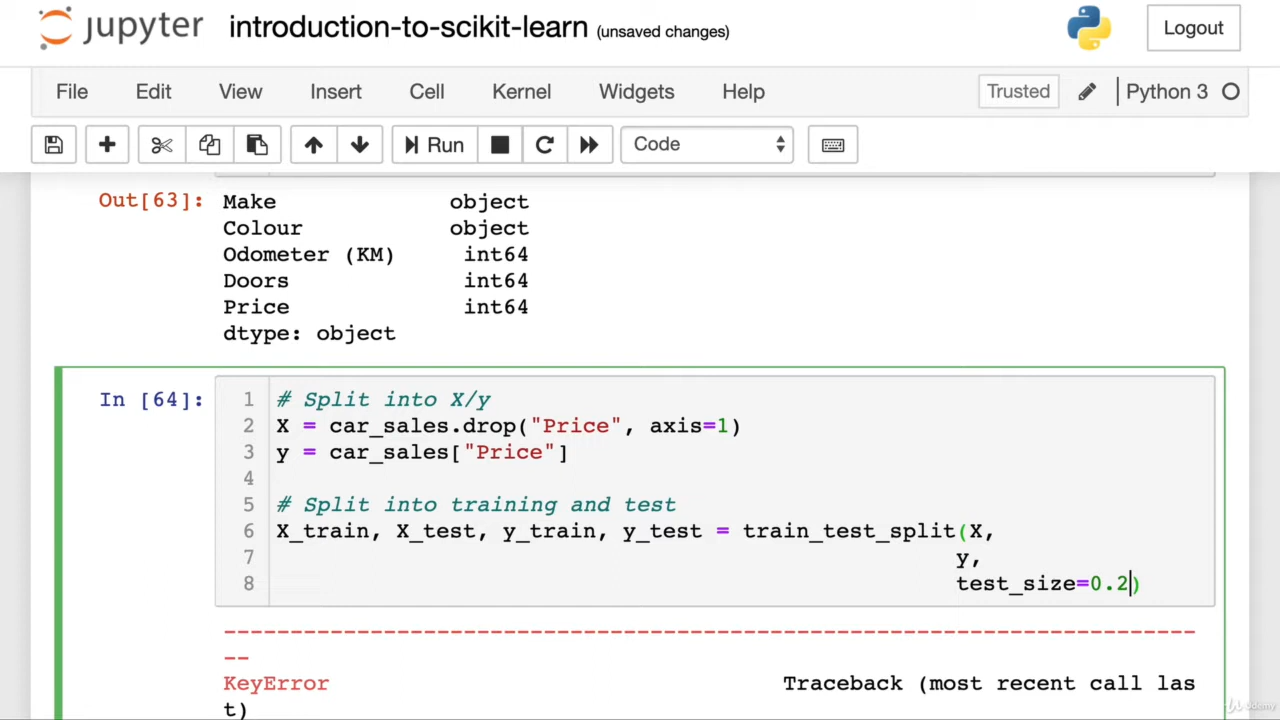 jupyter introduction-to-scikit-learn (unsaved changes) Logout
File Edit View Insert Cell Kernel Widgets Help Trusted Python 3
Run Code
Out[63]: Make object
Colour object
Odometer (KM) int64
Doors int64
Price int64
dtype: object
In [64]: 1 # Split into X/y
2 X = car_sales.drop("Price", axis=1)
3 y = car_sales["Price"]
4
5 # Split into training and test
6 X_train, X_test, y_train, y_test = train_test_split(X,
7 y,
8 test_size=0.2)
-------------------------------------------------------------------------
--
KeyError Traceback (most recent call las
t)
Udemy